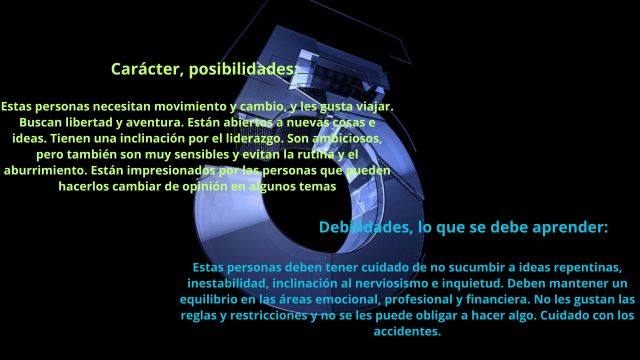 Carácter, posibilidades:
Estas personas necesitan movimiento y cambio, y les gusta viajar.
Buscan libertad y aventura. Están abiertos a nuevas cosas e
ideas. Tienen una inclinación por el liderazgo. Son ambiciosos,
pero también son muy sensibles y evitan la rutina y el
aburrimiento. Están impresionados por las personas que pueden
hacerlos cambiar de opinión en algunos temas
Debilidades, lo que se debe aprender:
Estas personas deben tener cuidado de no sucumbir a ideas repentinas,
inestabilidad, inclinación al nerviosismo e inquietud. Deben mantener un
equilibrio en las áreas emocional, profesional y financiera. No les gustan las
reglas y restricciones y no se les puede obligar a hacer algo. Cuidado con los
accidentes.